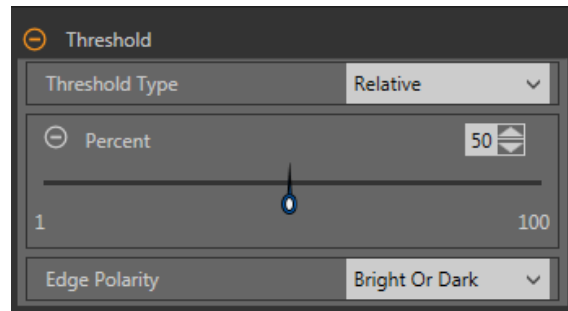 Threshold
Threshold Type Relative
Percent 50
1 100
Edge Polarity Bright Or Dark